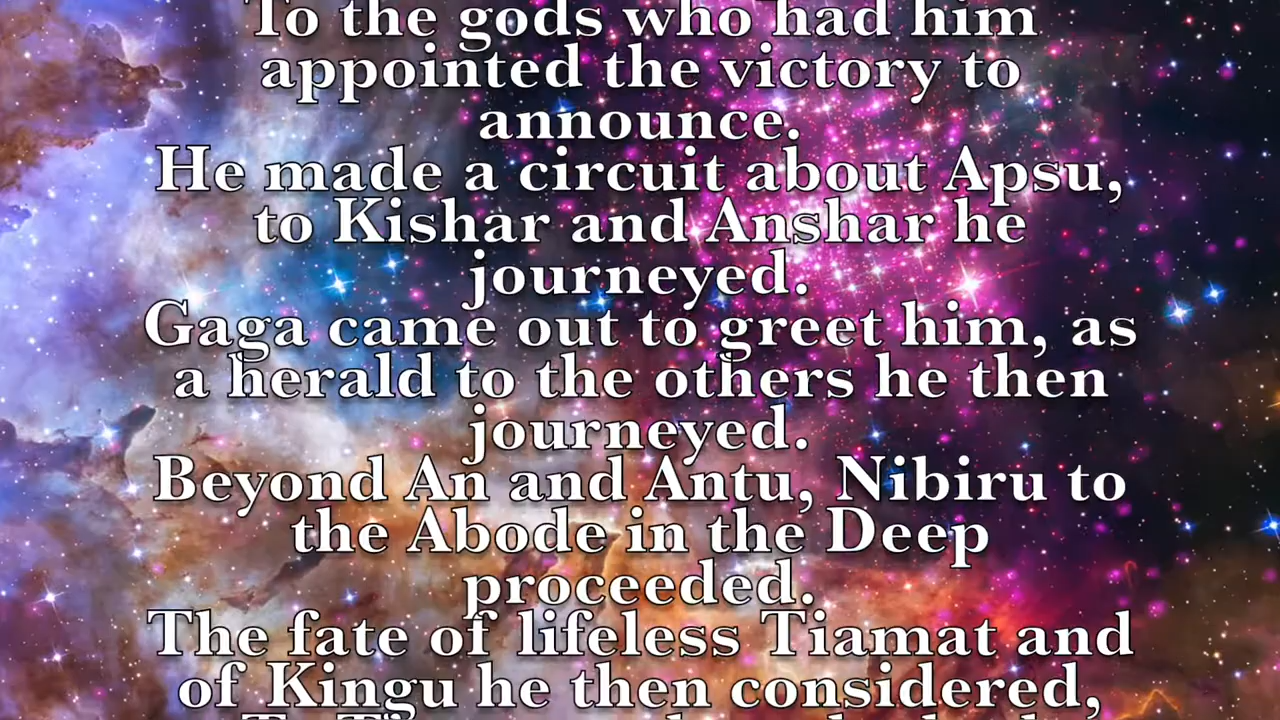 To the gods who had him
appointed the victory to
announce.
He made a circuit about Apsu,
to Kishar and Anshar he
journeyed.
Gaga came out to greet him, as
a herald to the others he then
journeyed.
Beyond An and Antu, Nibiru to
the Abode in the Deep
proceeded.
The fate of lifeless Tiamat and
of Kingu he then considered,